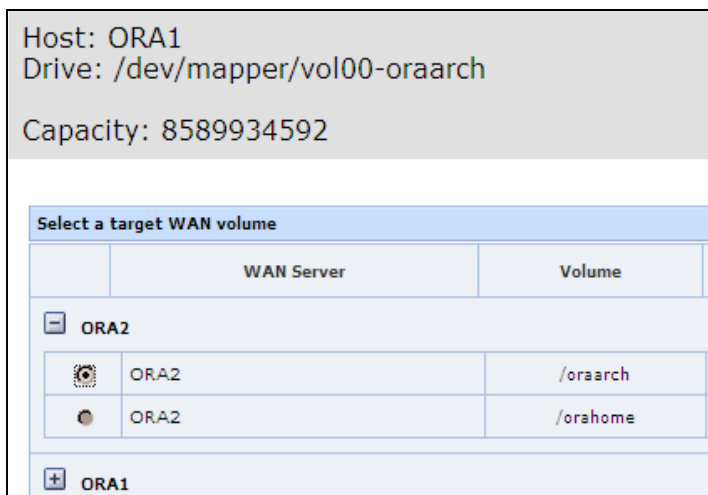 Host: ORA1
Drive: /dev/mapper/vol00-oraarch
Capacity: 8589934592
Select a target WAN volume
WAN Server Volume
ORA2
ORA2 /oraarch
ORA2 /orahome
ORA1